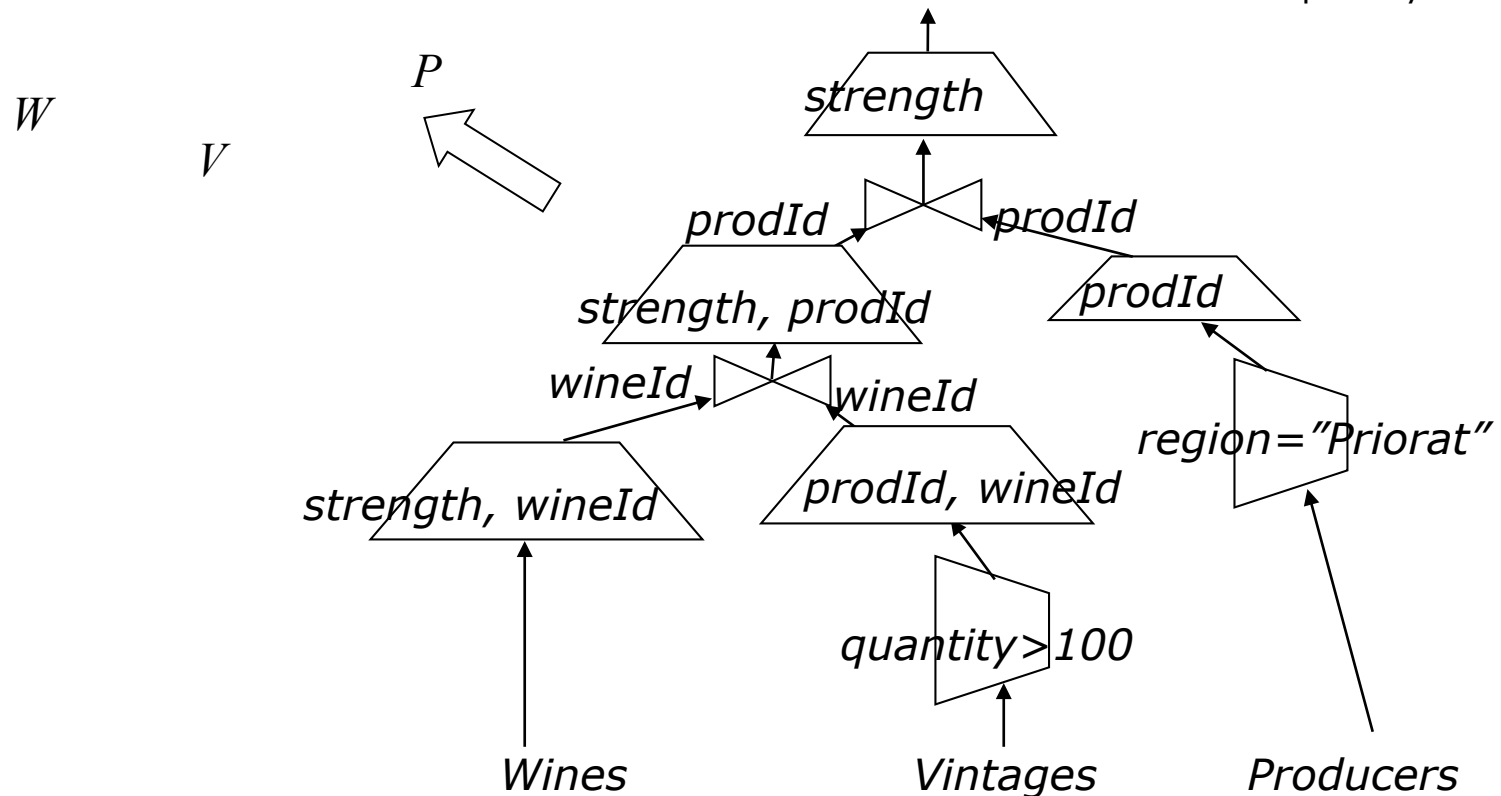 P
W
V
strength
prodId
prodId
strength, prodId
prodId
wineId
wineId
region=”Priorat”
strength, wineId
prodId, wineId
quantity>100
Wines
Vintages
Producers